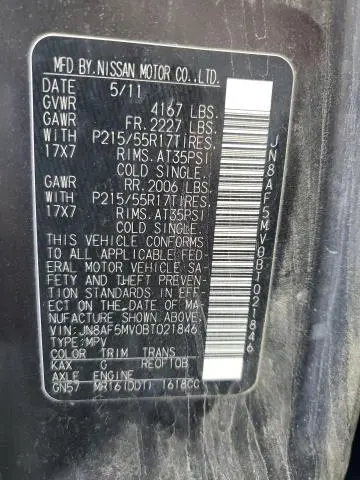 MFD BY.NISSAN MOTOR CO.,LTD.
DATE 5/11
GVWR 4167 LBS.
GAWR FR.2227 LBS.
WITH P215/55R17TIRES,
17X7 RIMS.AT35PSI
COLD SINGLE.
GAWR RR.2006 LBS.
WITH P215/55R17TIRES,
17X7 RIMS.AT35PSI
COLD SINGLE.
THIS VEHICLE CONFORMS
TO ALL APPLICABLE FED-
ERAL MOTOR VEHICLE SA-
FETY AND THEFT PREVEN-
TION STANDARDS IN EFFE-
CT ON THE DATE OF MA-
NUFACTURE SHOWN ABOVE.
VIN:JN8AF5MV0BT021846
TYPE:MPV
COLOR TRIM TRANS
KAX G RE0F10B
AXLE ENGINE
GN57 MR16(DDT) 1618CC
JN8AF5MV0BT021846